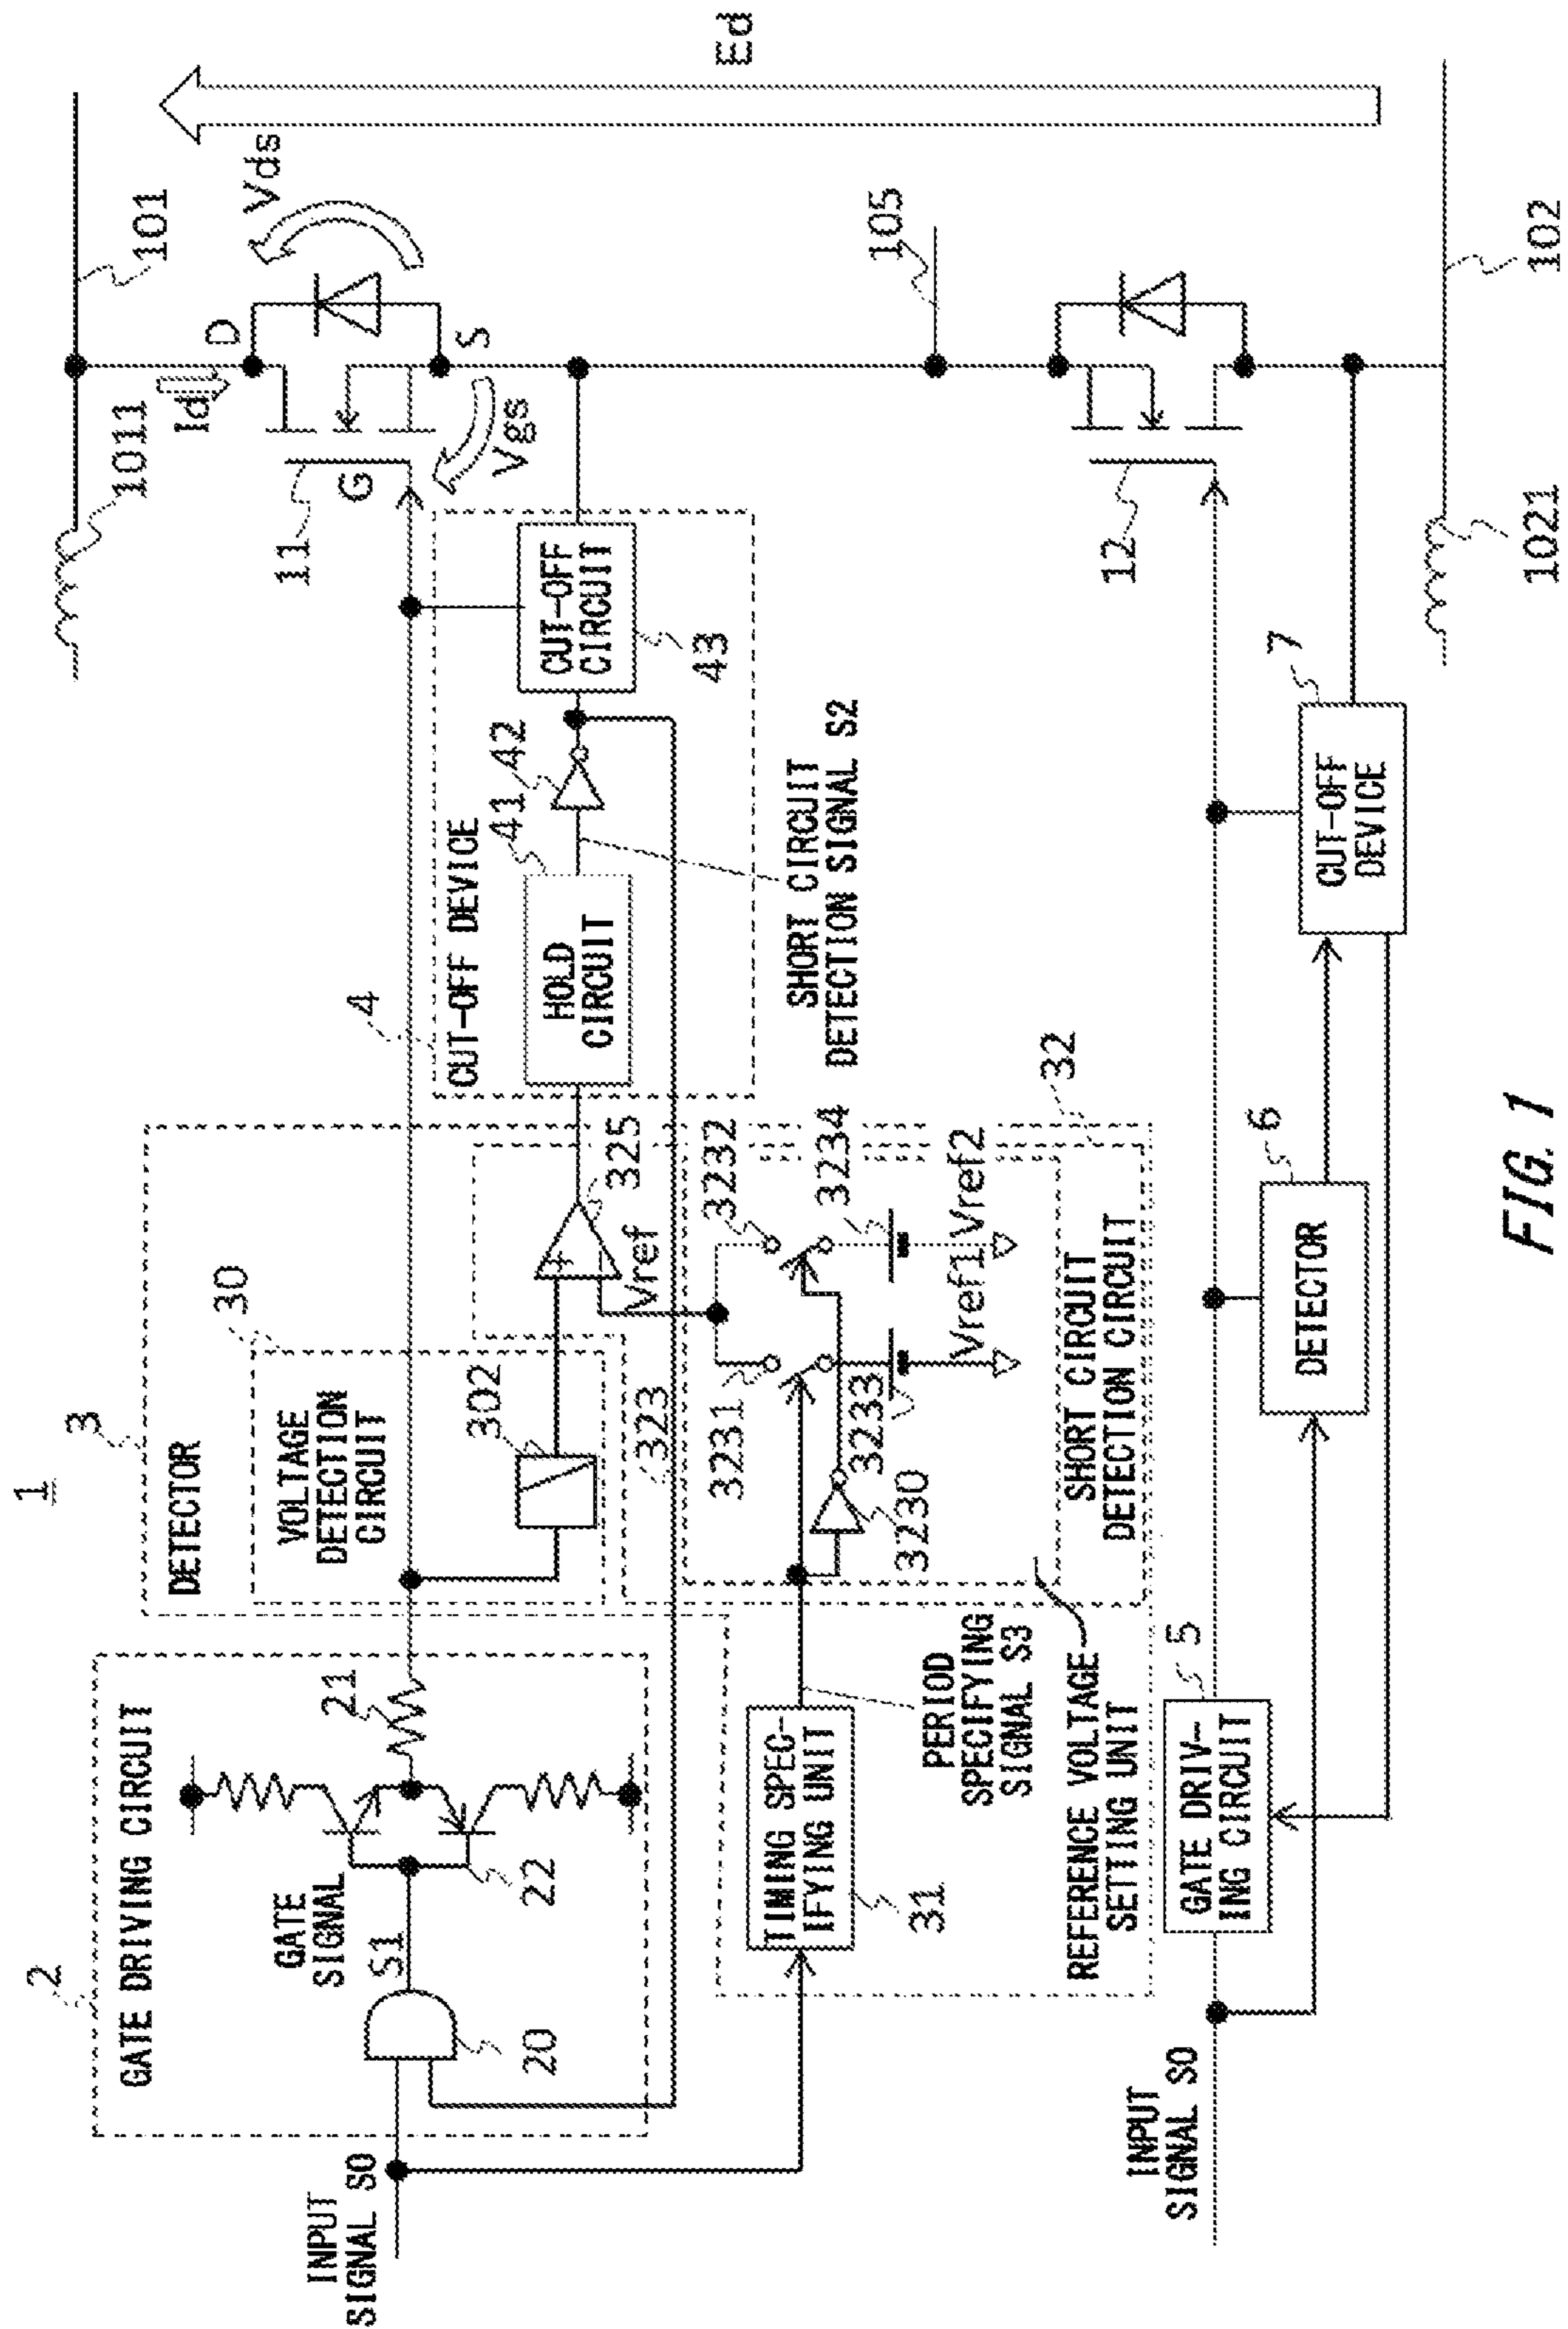 1
101
1011
Id
D
Vds
Ed
11
G
S
Vgs
2
GATE DRIVING CIRCUIT
GATE
SIGNAL
S1
20
21
22
INPUT
SIGNAL S0
3
DETECTOR
30
VOLTAGE
DETECTION
CIRCUIT
302
323
325
Vref
4
CUT-OFF DEVICE
41
42
HOLD
CIRCUIT
CUT-OFF
CIRCUIT
43
SHORT CIRCUIT
DETECTION SIGNAL S2
105
TIMING SPEC-
IFYING UNIT
31
PERIOD
SPECIFYING
SIGNAL S3
REFERENCE VOLTAGE
SETTING UNIT
3230
3231
3232
3233
3234
Vref1
Vref2
SHORT CIRCUIT
DETECTION CIRCUIT
32
INPUT
SIGNAL S0
5
GATE DRIV-
ING CIRCUIT
6
DETECTOR
7
CUT-OFF
DEVICE
12
1021
102
FIG. 1